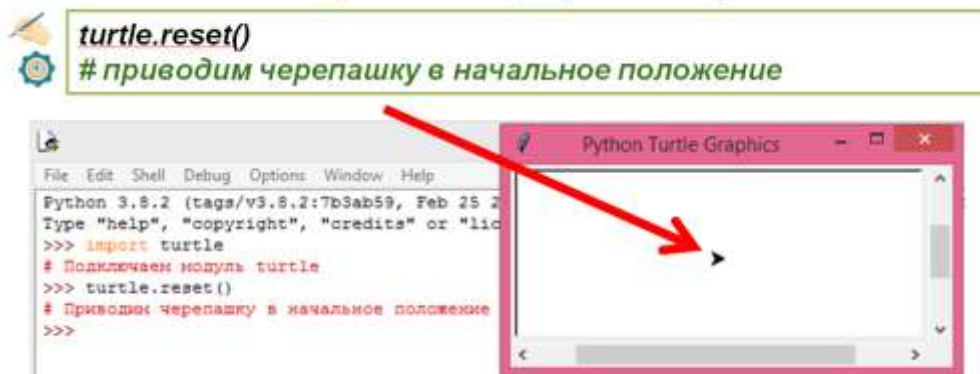 turtle.reset()
# приводим черепашку в начальное положение
Python Turtle Graphics
File Edit Shell Debug Options Window Help
Python 3.8.2 (tags/v3.8.2:7b3ab59, Feb 25 2
Type "help", "copyright", "credits" or "lic
>>> import turtle
# Подключаем модуль turtle
>>> turtle.reset()
# Приводим черепашку в начальное положение
>>>